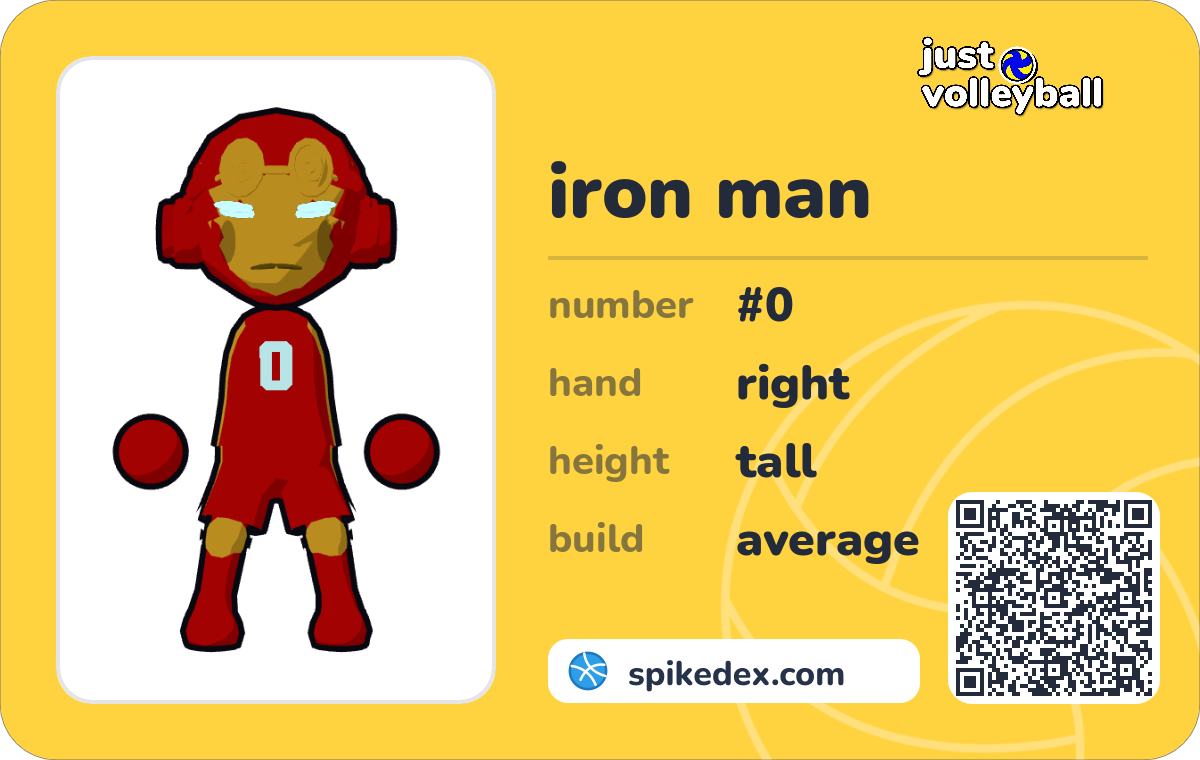 just
volleyball
iron man
number #0
hand right
height tall
build average
0
spikedex.com